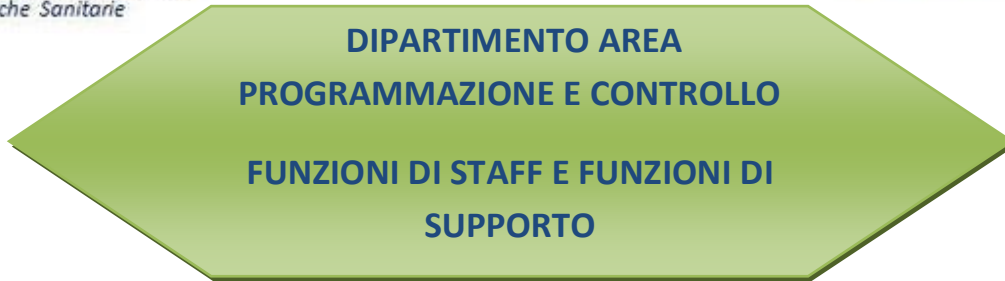 che Sanitarie
DIPARTIMENTO AREA
PROGRAMMAZIONE E CONTROLLO
FUNZIONI DI STAFF E FUNZIONI DI
SUPPORTO